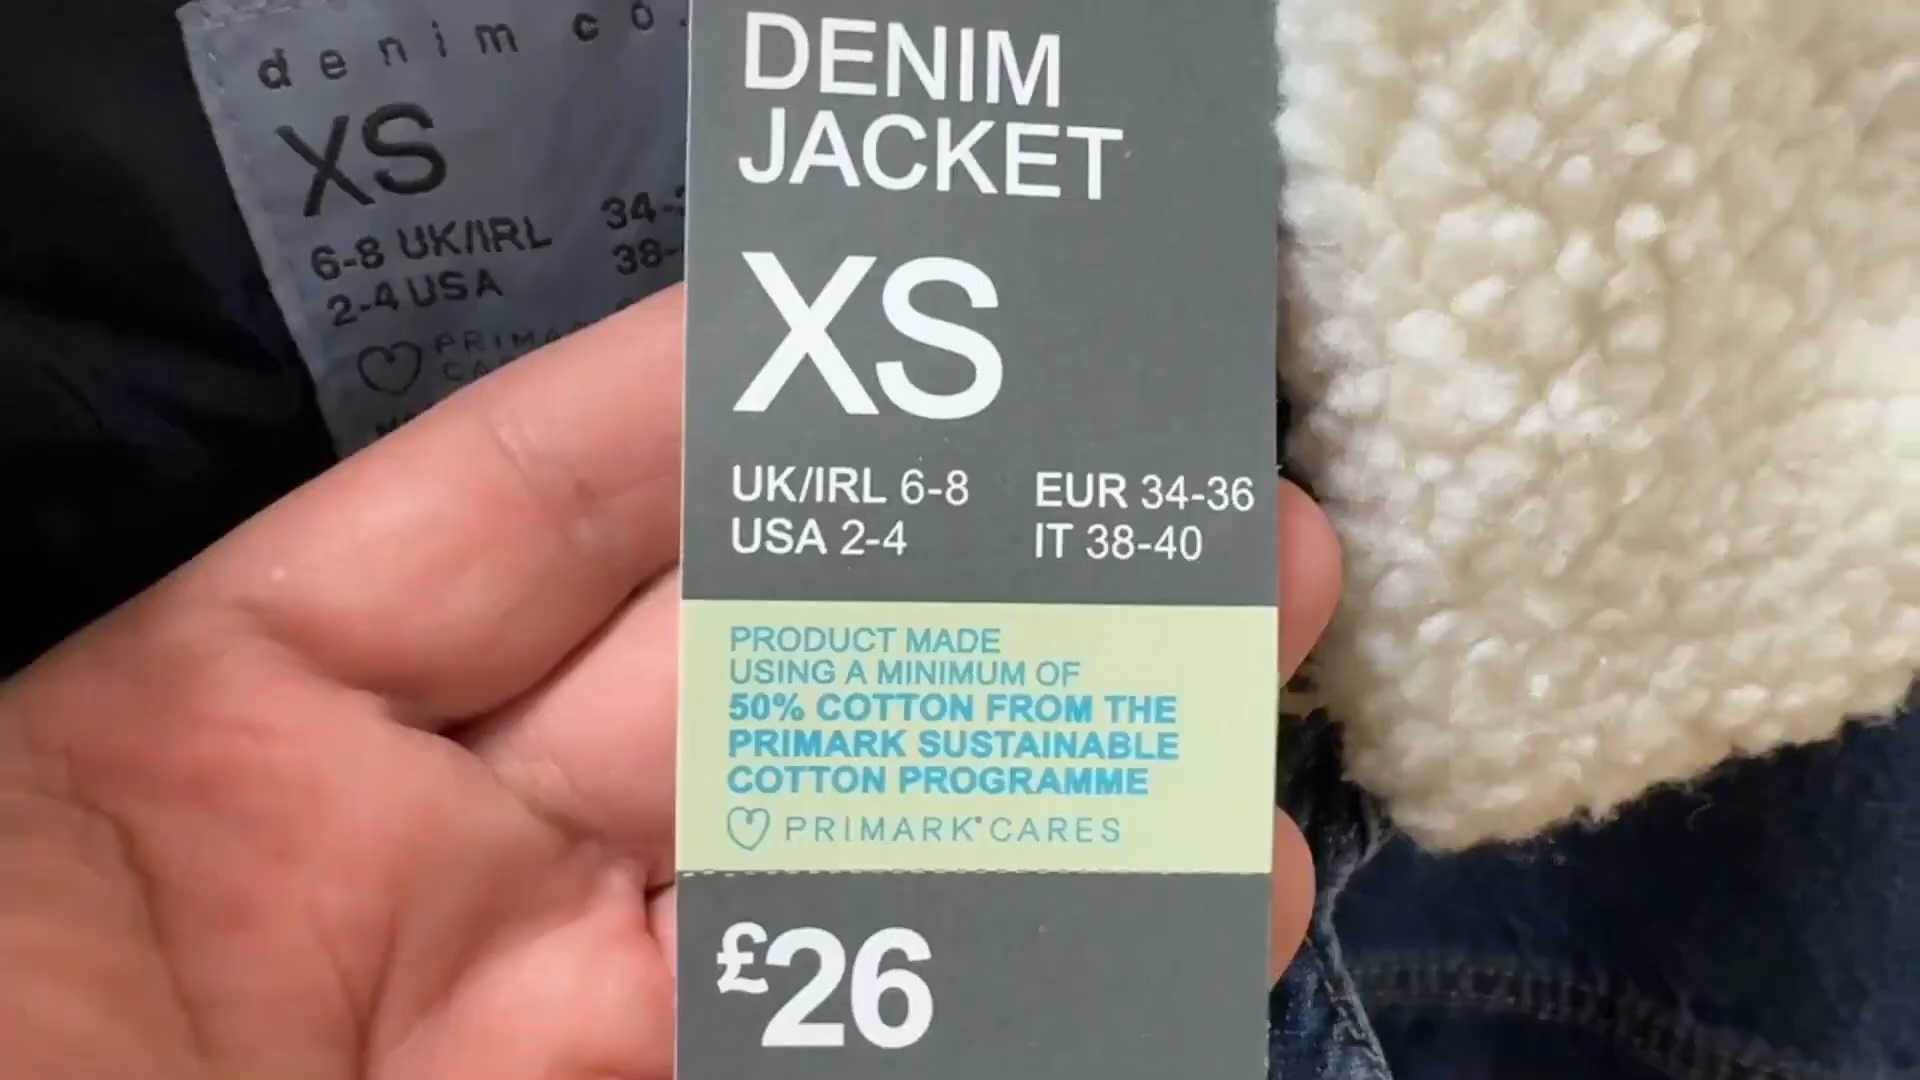 denim co.
XS
6-8 UK/IRL
2-4 USA
34-
38-
DENIM
JACKET
XS
UK/IRL 6-8 EUR 34-36
USA 2-4 IT 38-40
PRODUCT MADE
USING A MINIMUM OF
50% COTTON FROM THE
PRIMARK SUSTAINABLE
COTTON PROGRAMME
PRIMARK CARES
£26